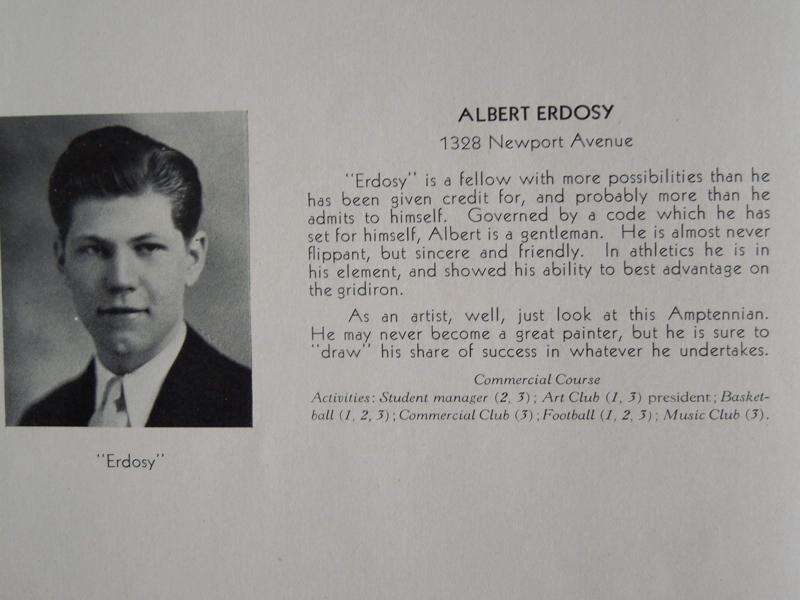 ALBERT ERDOSY
1328 Newport Avenue
"Erdosy" is a fellow with more possibilities than he
has been given credit for, and probably more than he
admits to himself. Governed by a code which he has
set for himself, Albert is a gentleman. He is almost never
flippant, but sincere and friendly. In athletics he is in
his element, and showed his ability to best advantage on
the gridiron.
As an artist, well, just look at this Amptennian.
He may never become a great painter, but he is sure to
"draw" his share of success in whatever he undertakes.
Commercial Course
Activities: Student manager (2, 3); Art Club (1, 3) president; Basket-
ball (1, 2, 3); Commercial Club (3); Football (1, 2, 3); Music Club (3).
"Erdosy"